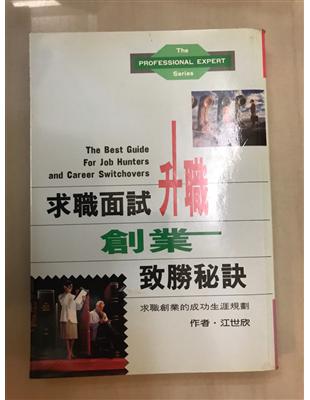 The
PROFESSIONAL EXPERT
Series
The Best Guide
For Job Hunters
and Career Switchovers
求職面試
升職
創業
致勝秘訣
求職創業的成功生涯規劃
作者・江世欣